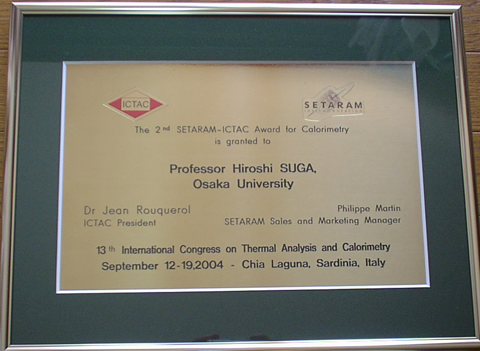 ICTAC
SETARAM
The 2nd SETARAM-ICTAC Award for Calorimetry
is granted to
Professor Hiroshi SUGA,
Osaka University
Dr Jean Rouquerol
ICTAC President
Philippe Martin
SETARAM Sales and Marketing Manager
13th International Congress on Thermal Analysis and Calorimetry
September 12-19,2004 - Chia Laguna, Sardinia, Italy